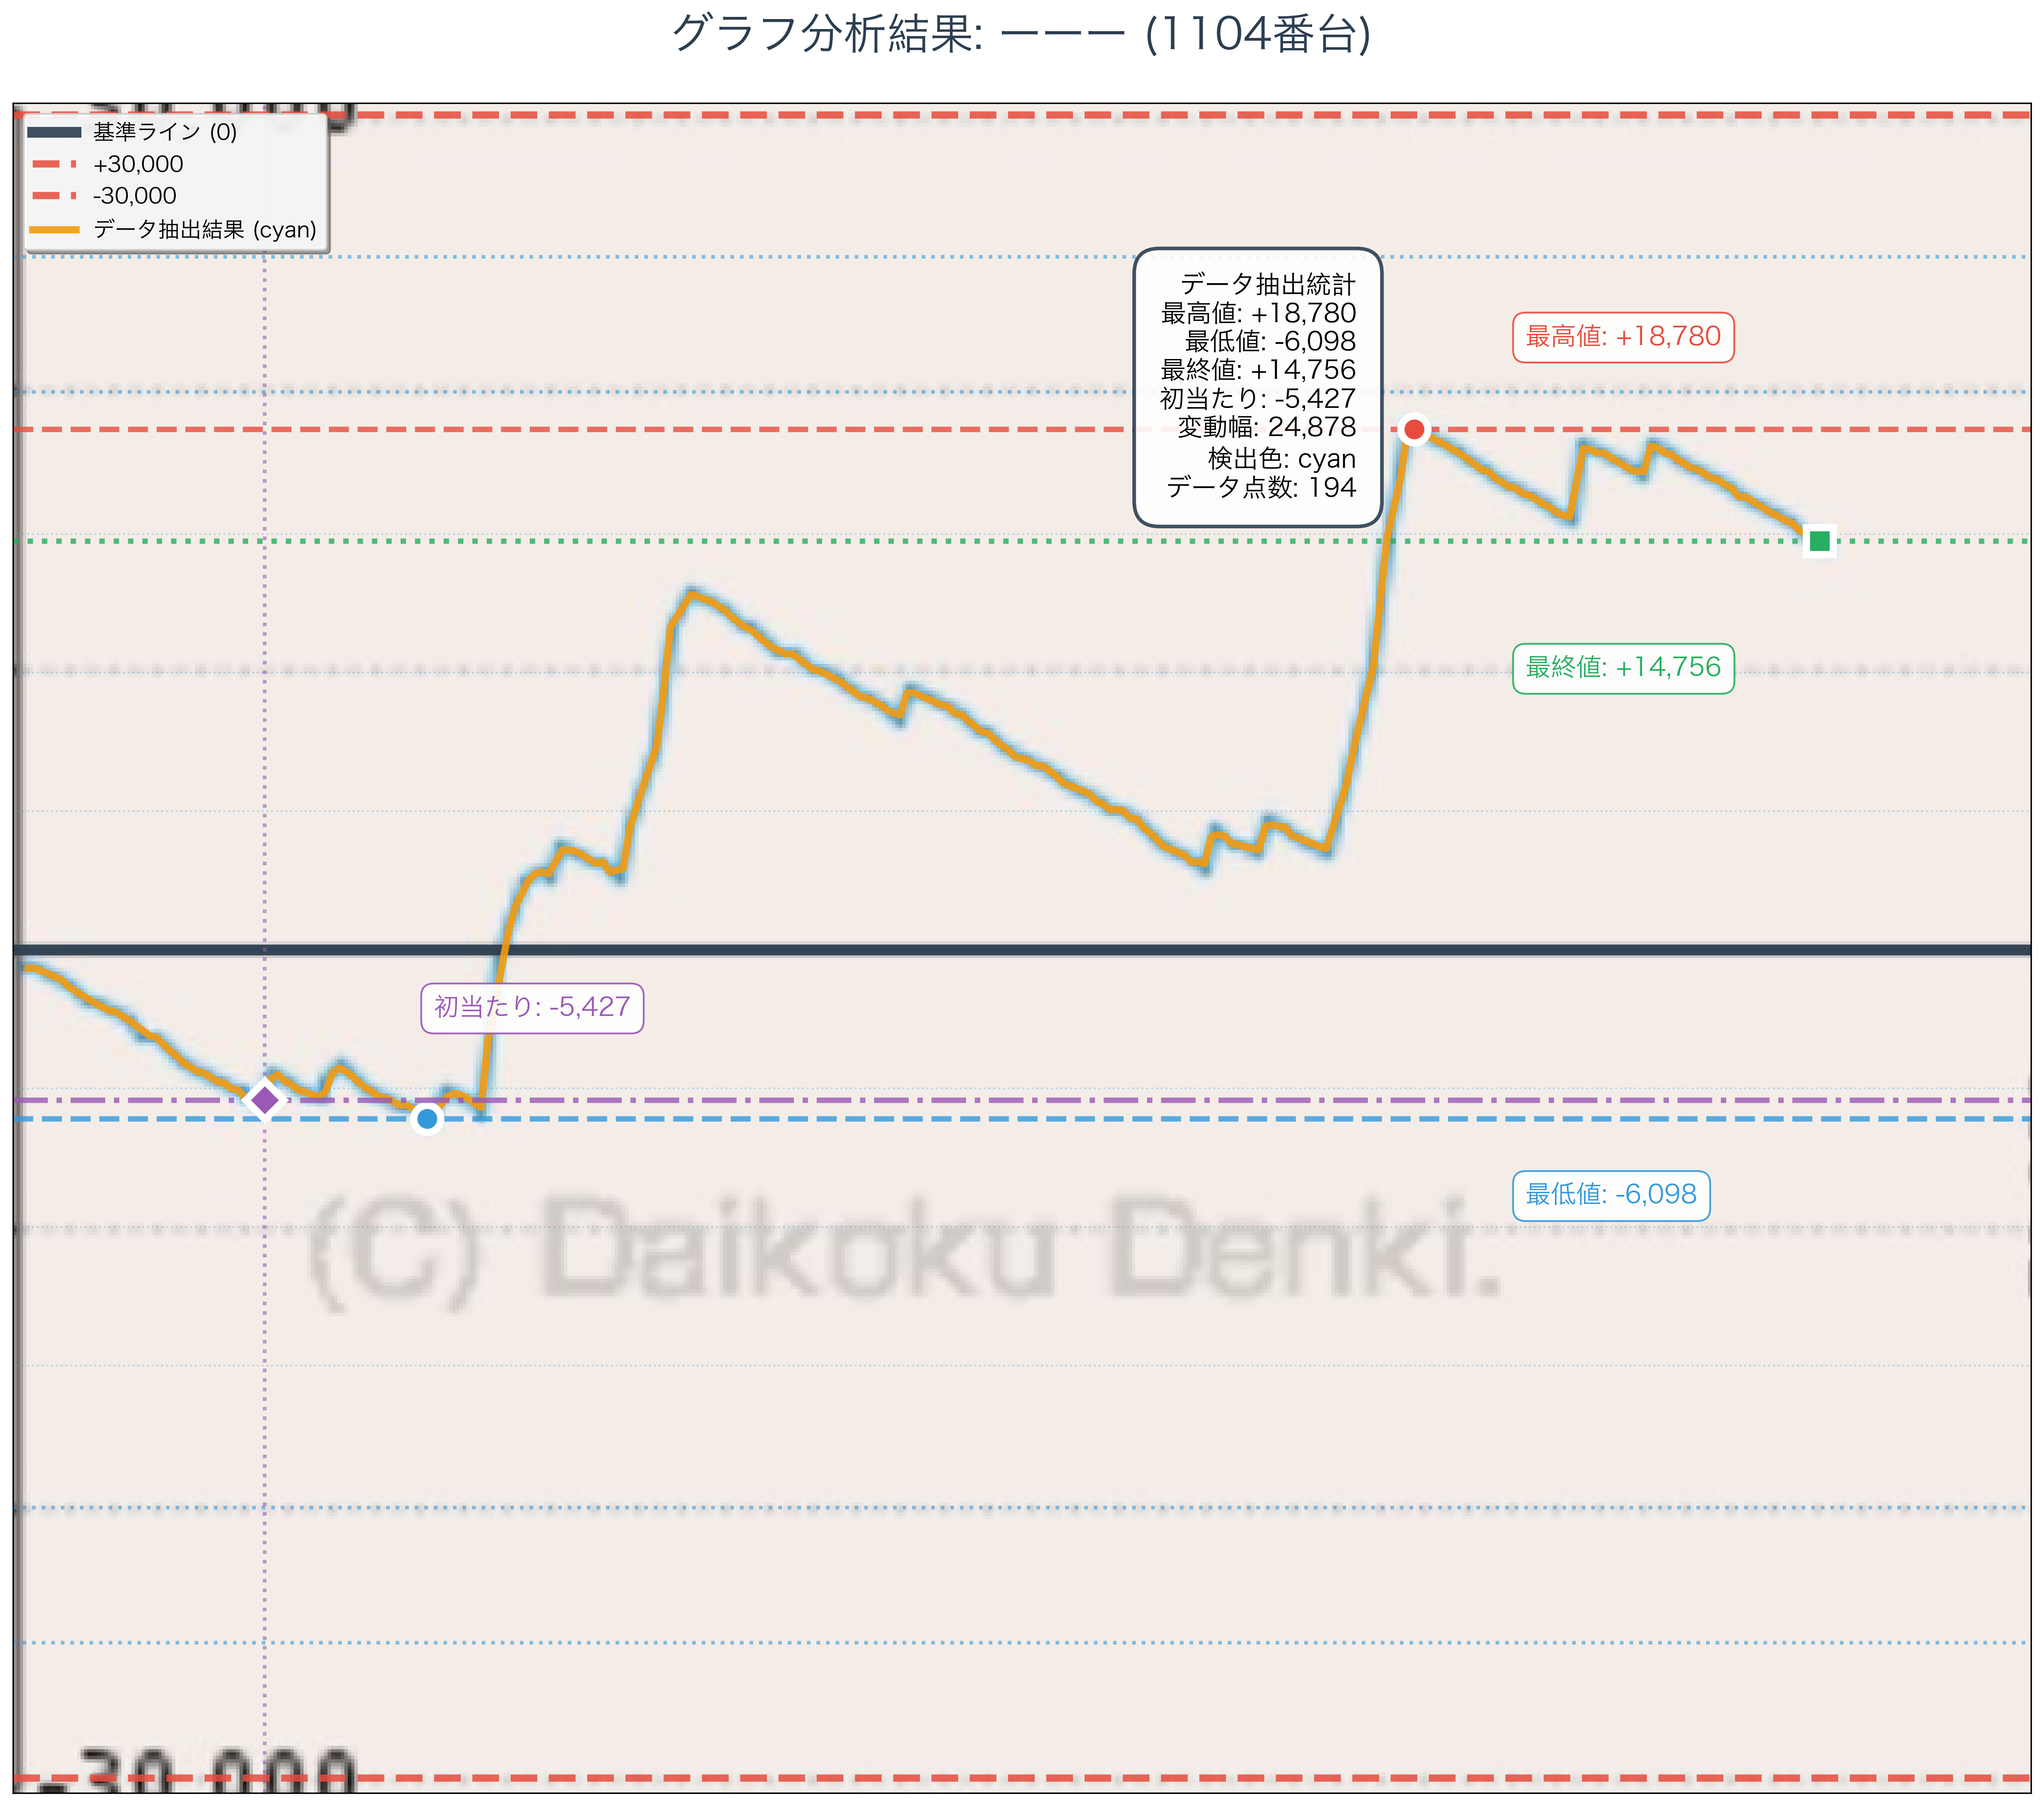 グラフ分析結果: ーーー (1104番台)
基準ライン (0)
+30,000
-30,000
データ抽出結果 (cyan)
データ抽出統計
最高値: +18,780
最低値: -6,098
最終値: +14,756
初当たり: -5,427
変動幅: 24,878
検出色: cyan
データ点数: 194
最高値: +18,780
最終値: +14,756
初当たり: -5,427
最低値: -6,098
(C) Daikoku Denki.
-30,000